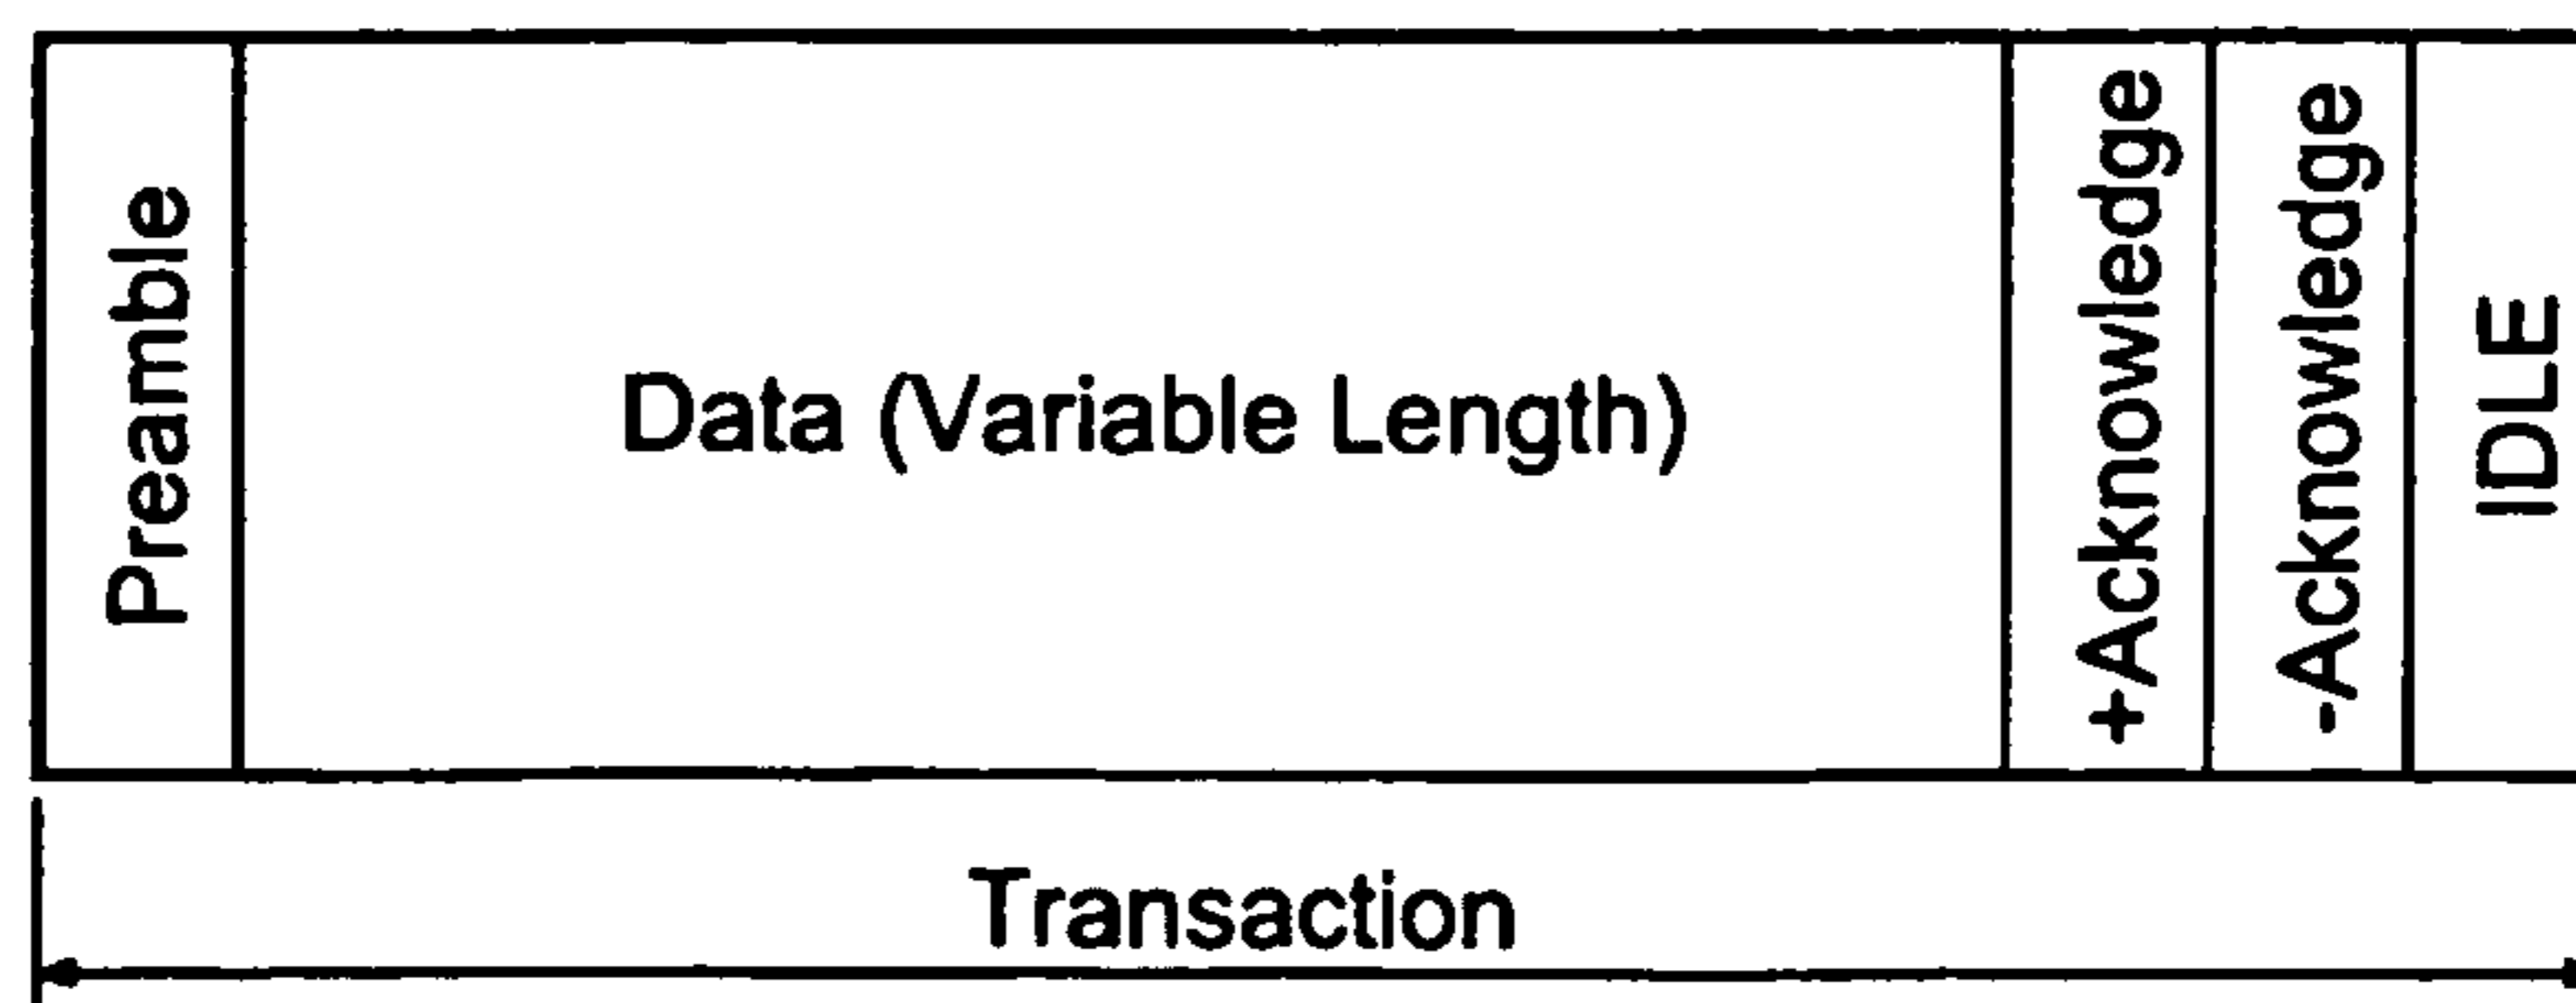 Preamble
Data (Variable Length)
+Acknowledge
-Acknowledge
IDLE
Transaction